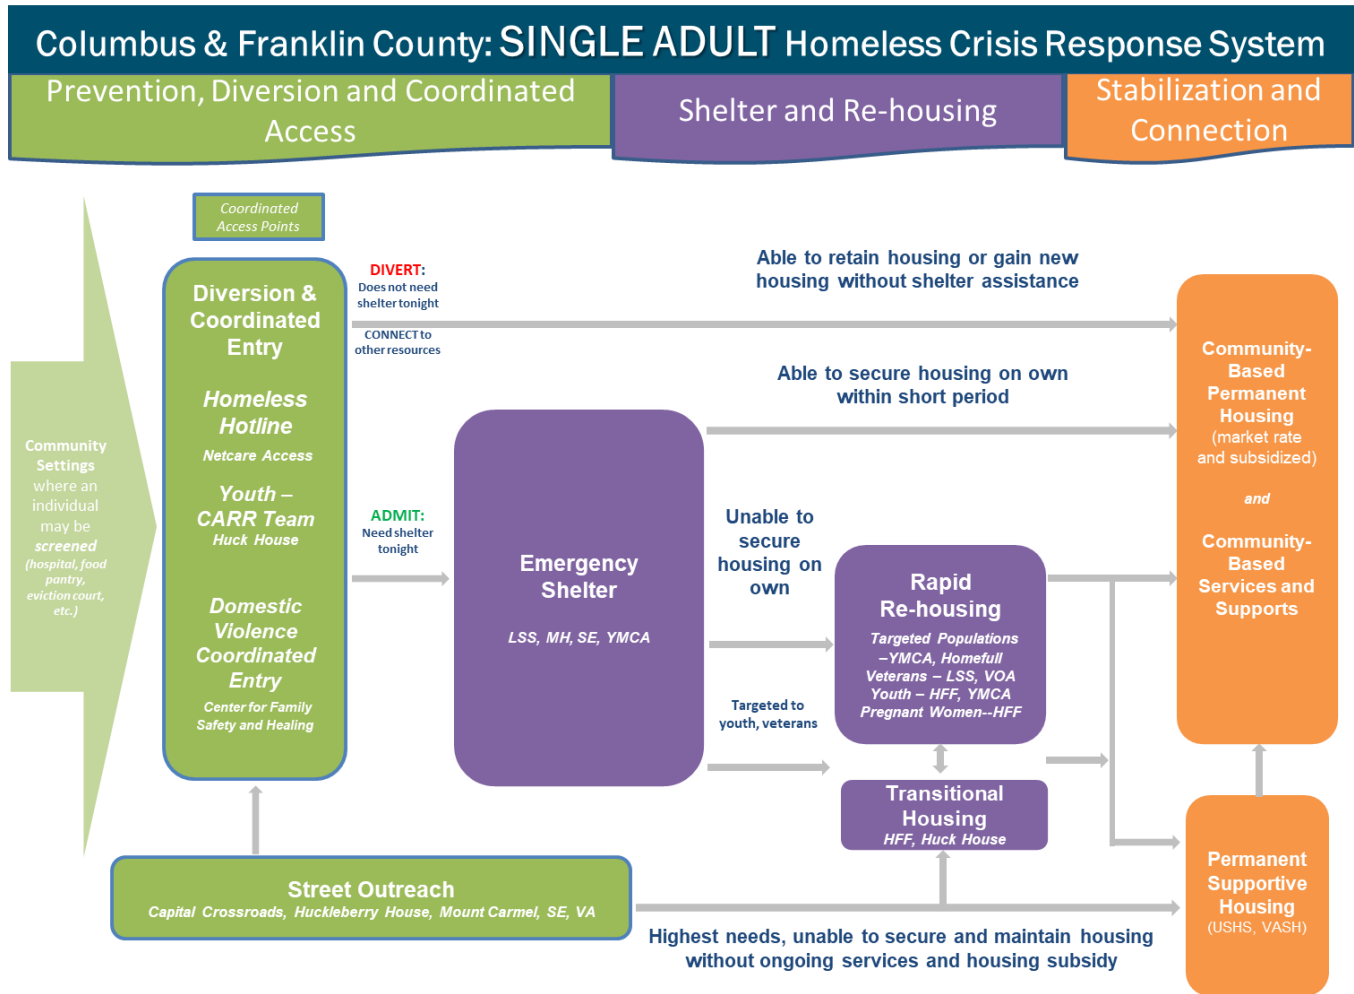 Columbus & Franklin County: SINGLE ADULT Homeless Crisis Response System
Prevention, Diversion and Coordinated
Access
Shelter and Re-housing
Stabilization and
Connection
Coordinated
Access Points
Community
Settings
where an
individual
may be
screened
(hospital, food
pantry,
eviction court,
etc.)
Diversion &
Coordinated
Entry
Homeless
Hotline
Netcare Access
Youth –
CARR Team
Huck House
Domestic
Violence
Coordinated
Entry
Center for Family
Safety and Healing
DIVERT:
Does not need
shelter tonight
CONNECT to
other resources
ADMIT:
Need shelter
tonight
Emergency
Shelter
LSS, MH, SE, YMCA
Able to retain housing or gain new
housing without shelter assistance
Able to secure housing on own
within short period
Unable to
secure
housing on
own
Targeted to
youth, veterans
Rapid
Re-housing
Targeted Populations
–YMCA, Homefull
Veterans – LSS, VOA
Youth – HFF, YMCA
Pregnant Women--HFF
Transitional
Housing
HFF, Huck House
Community-
Based
Permanent
Housing
(market rate
and subsidized)
and
Community-
Based
Services and
Supports
Street Outreach
Capital Crossroads, Huckleberry House, Mount Carmel, SE, VA
Highest needs, unable to secure and maintain housing
without ongoing services and housing subsidy
Permanent
Supportive
Housing
(USHS, VASH)